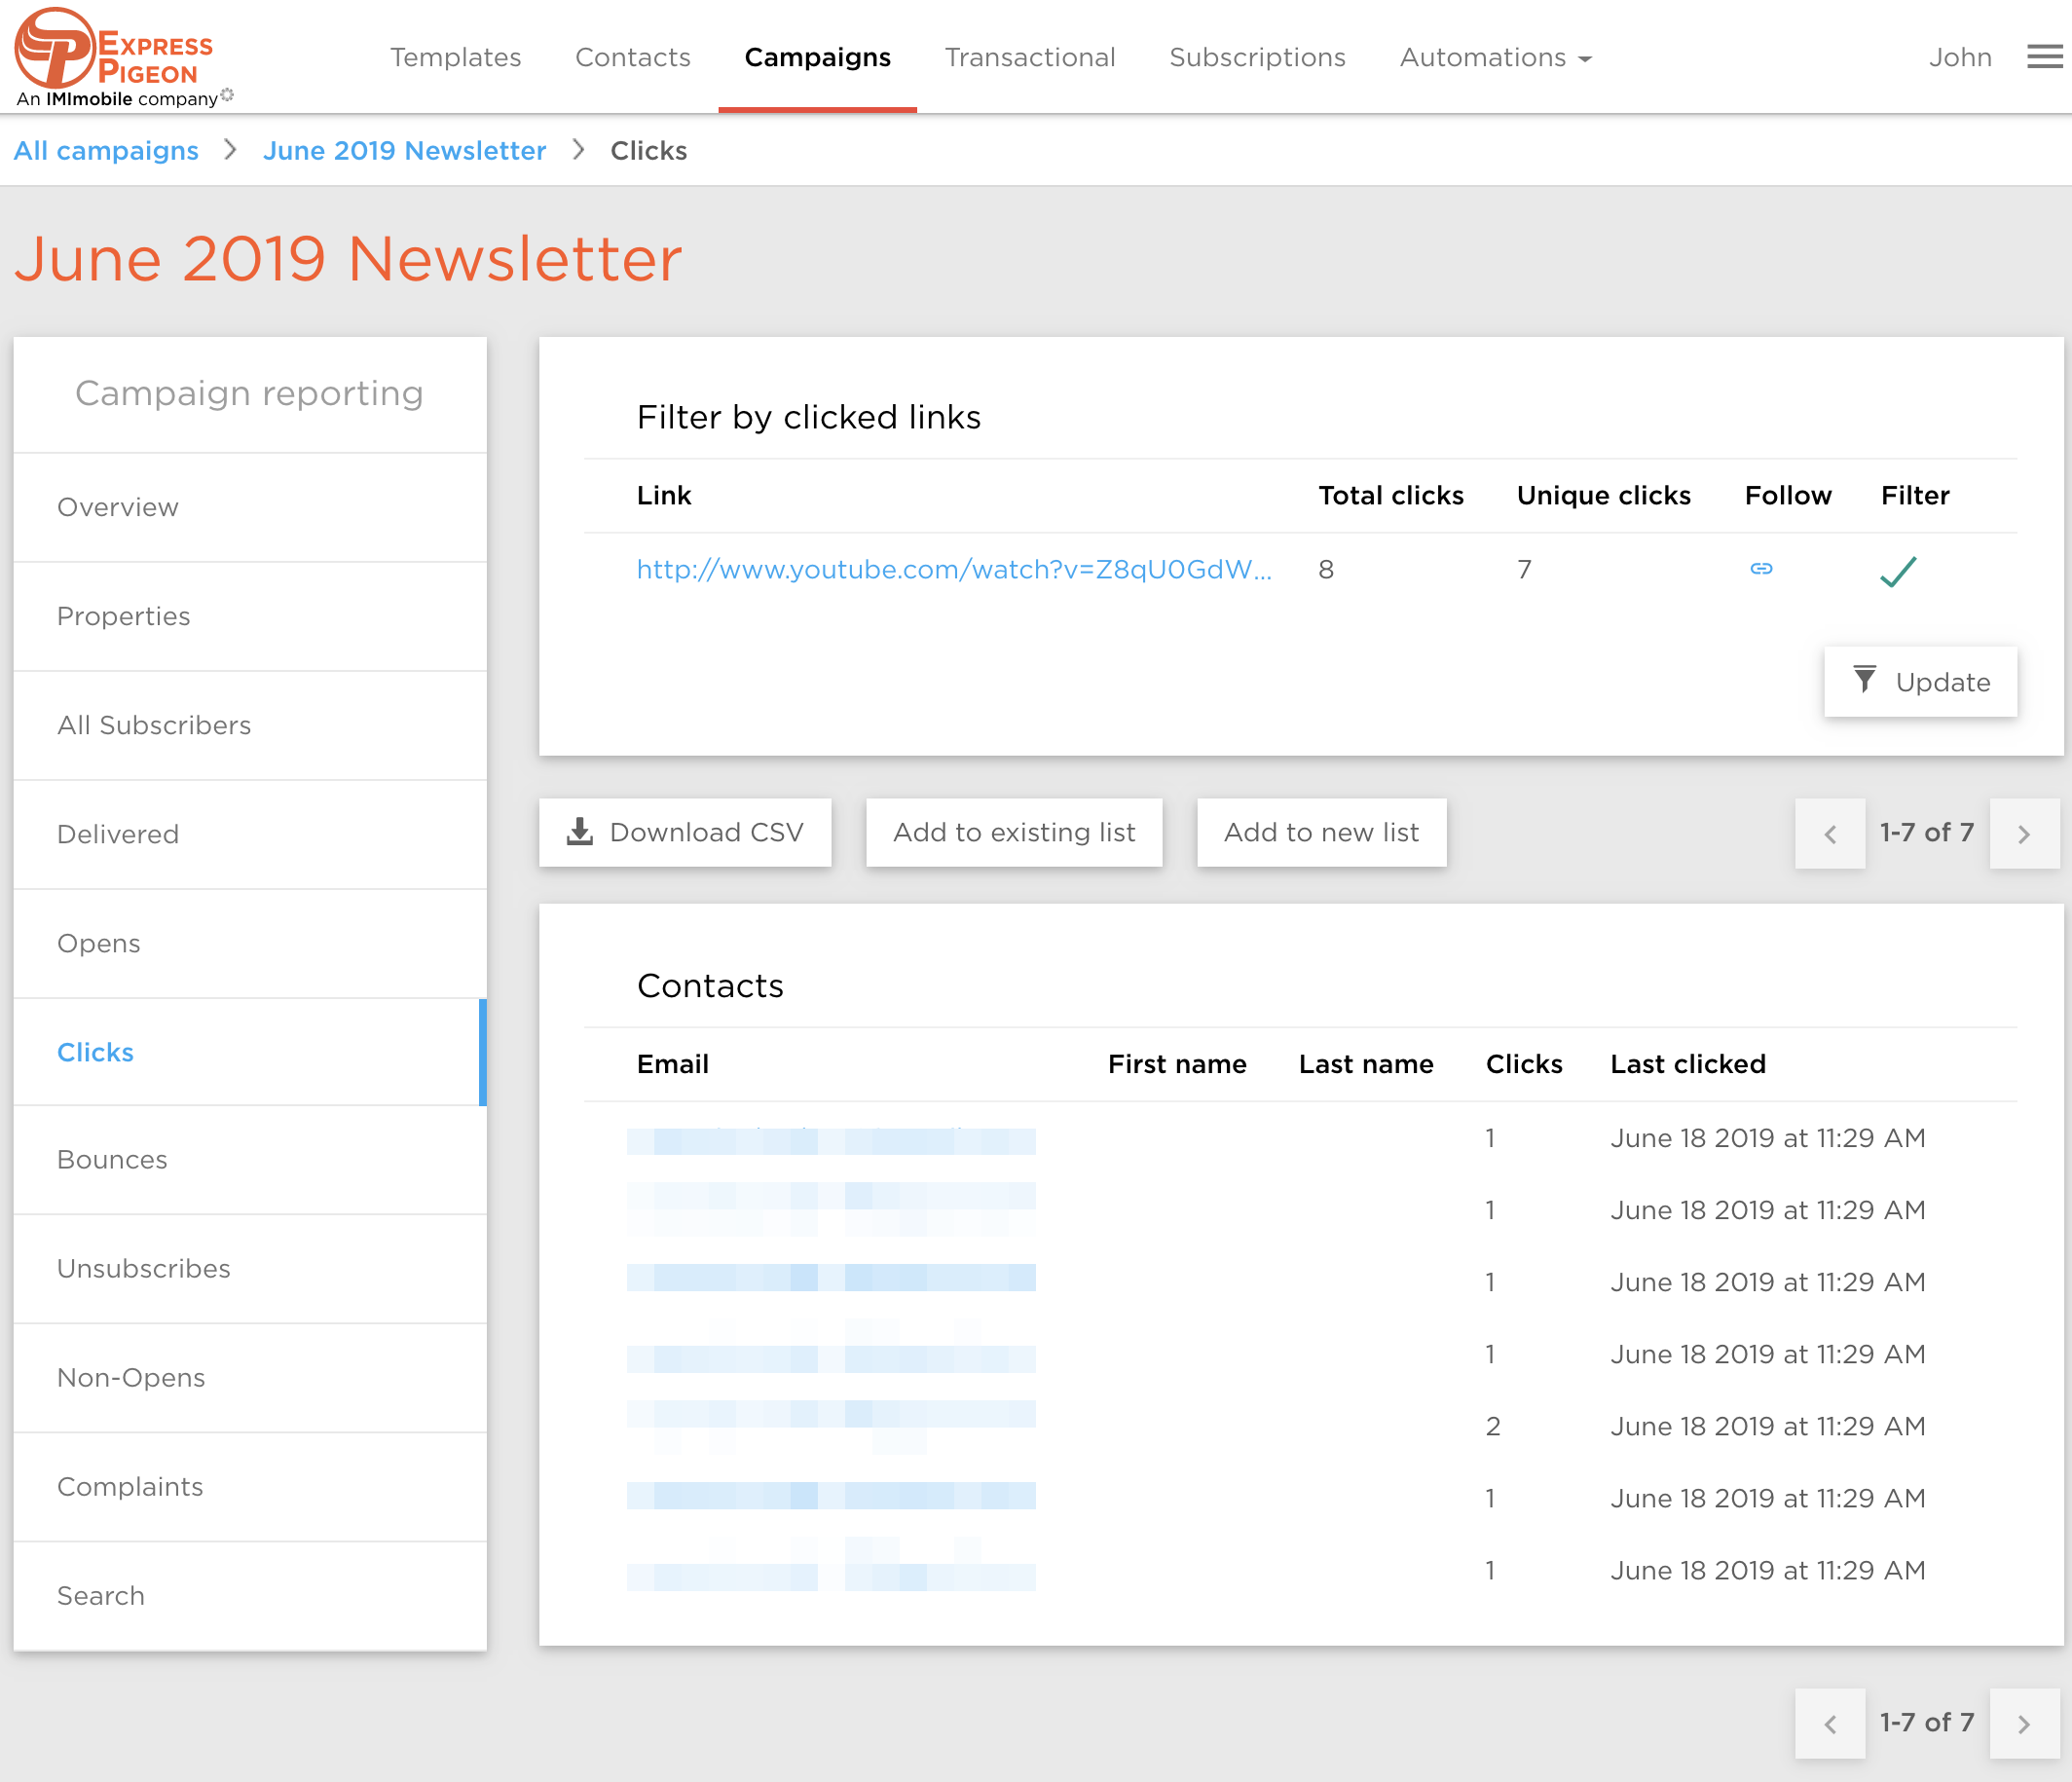 EXPRESS
PIGEON
An IMImobile company
Templates Contacts Campaigns Transactional Subscriptions Automations John
All campaigns June 2019 Newsletter Clicks
June 2019 Newsletter
Campaign reporting
Overview
Properties
All Subscribers
Delivered
Opens
Clicks
Bounces
Unsubscribes
Non-Opens
Complaints
Search
Filter by clicked links
Link Total clicks Unique clicks Follow Filter
http://www.youtube.com/watch?v=Z8qU0GdW... 8 7
Update
Download CSV Add to existing list Add to new list 1-7 of 7
Contacts
Email First name Last name Clicks Last clicked
1 June 18 2019 at 11:29 AM
1 June 18 2019 at 11:29 AM
1 June 18 2019 at 11:29 AM
1 June 18 2019 at 11:29 AM
2 June 18 2019 at 11:29 AM
1 June 18 2019 at 11:29 AM
1 June 18 2019 at 11:29 AM
1-7 of 7